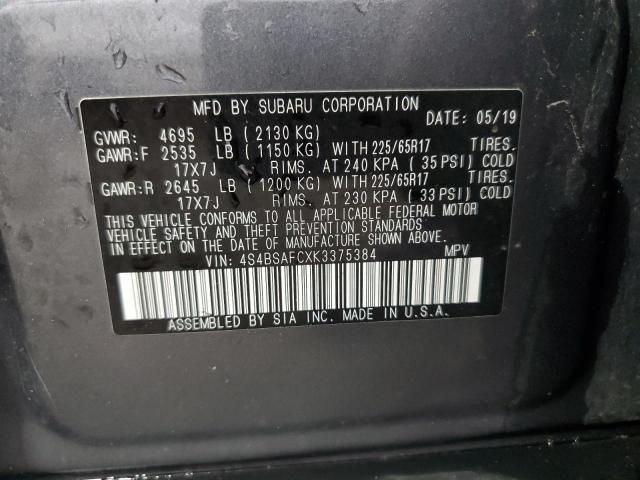 MFD BY SUBARU CORPORATION
DATE: 05/19
GVWR: 4695 LB (2130 KG)
GAWR:F 2535 LB (1150 KG) WITH 225/65R17 TIRES.
17X7J RIMS. AT 240 KPA (35 PSI) COLD
GAWR:R 2645 LB (1200 KG) WITH 225/65R17 TIRES.
17X7J RIMS. AT 230 KPA (33 PSI) COLD
THIS VEHICLE CONFORMS TO ALL APPLICABLE FEDERAL MOTOR
VEHICLE SAFETY AND THEFT PREVENTION STANDARDS
IN EFFECT ON THE DATE OF MANUFACTURE SHOWN ABOVE.
VIN: 4S4BSAFCXK3375384 MPV
ASSEMBLED BY SIA INC. MADE IN U.S.A.